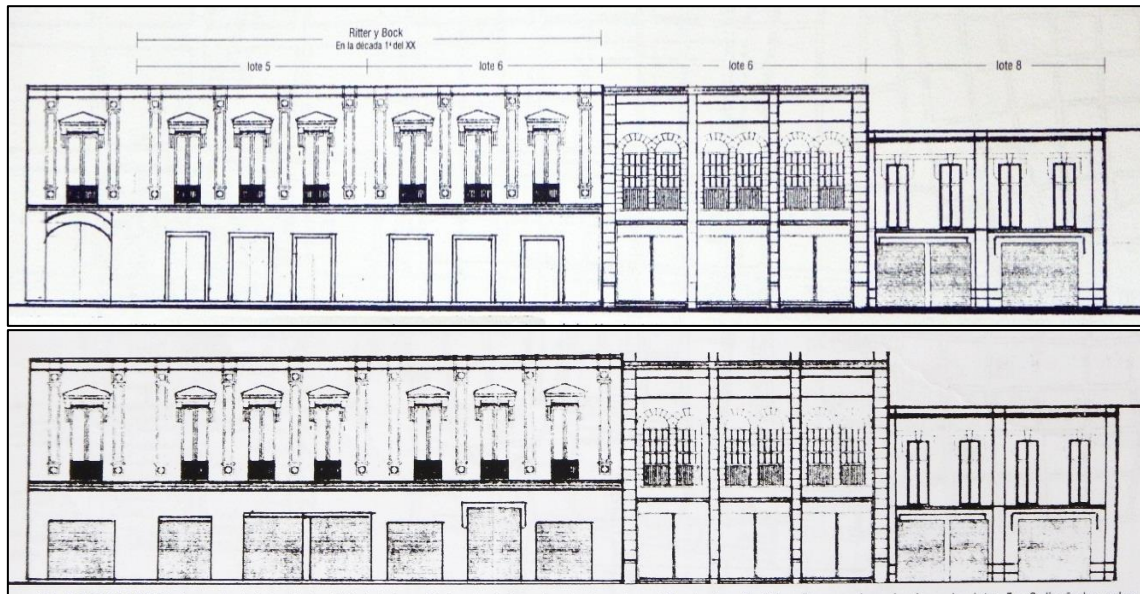 Ritter y Bock
En la década 1ª del XX
lote 5
lote 6
lote 6
lote 8